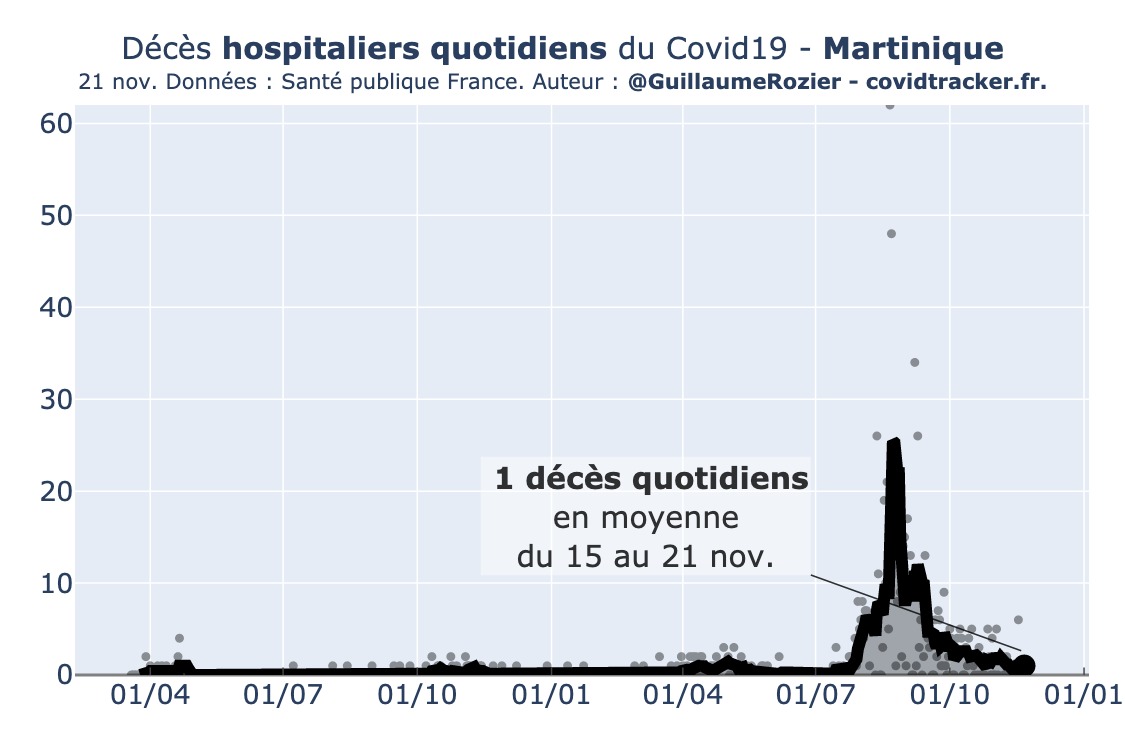 Décès hospitaliers quotidiens du Covid19 - Martinique
21 nov. Données : Santé publique France. Auteur : @GuillaumeRozier - covidtracker.fr.
60
50
40
30
20
10
0
1 décès quotidiens
en moyenne
du 15 au 21 nov.
01/04 01/07 01/10 01/01 01/04 01/07 01/10 01/01